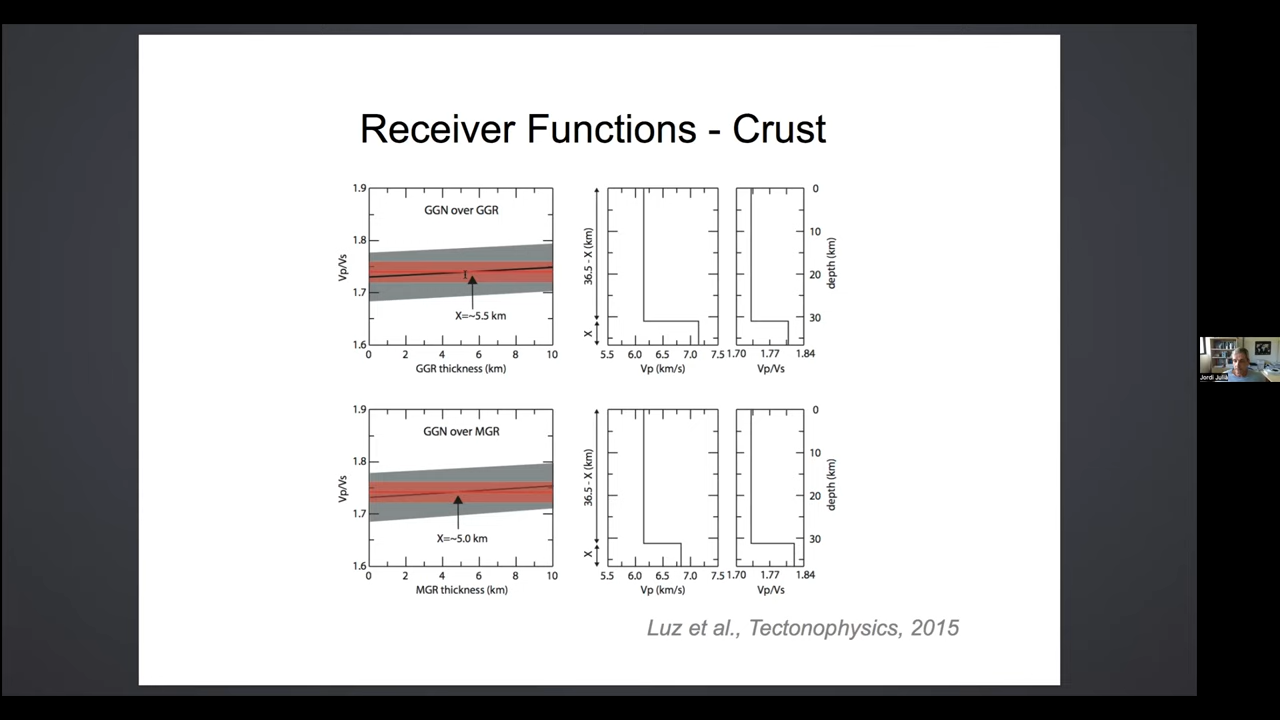 Receiver Functions - Crust
1.9
1.8
1.7
1.6
Vp/Vs
GGN over GGR
X=~5.5 km
0 2 4 6 8 10
GGR thickness (km)
36.5 - X (km)
X
5.5 6.0 6.5 7.0 7.5
Vp (km/s)
1.70 1.77 1.84
Vp/Vs
0
10
20
30
depth (km)
1.9
1.8
1.7
1.6
Vp/Vs
GGN over MGR
X=~5.0 km
0 2 4 6 8 10
MGR thickness (km)
36.5 - X (km)
X
5.5 6.0 6.5 7.0 7.5
Vp (km/s)
1.70 1.77 1.84
Vp/Vs
0
10
20
30
depth (km)
Luz et al., Tectonophysics, 2015
Jordi Julià